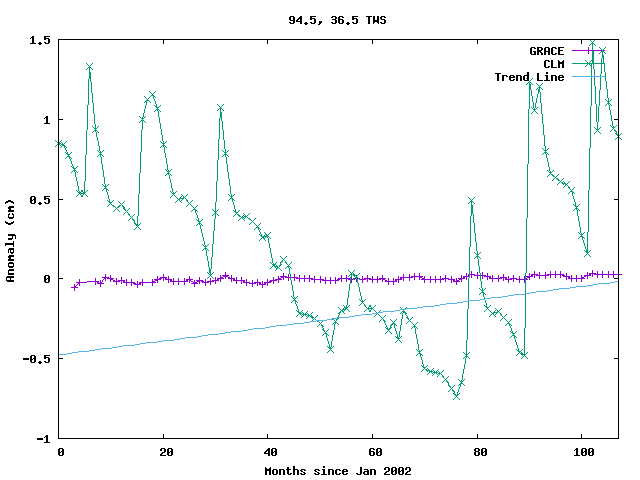 94.5, 36.5 TWS
GRACE
CLM
Trend Line
Anomaly (cm)
1.5
1
0.5
0
-0.5
-1
0 20 40 60 80 100
Months since Jan 2002